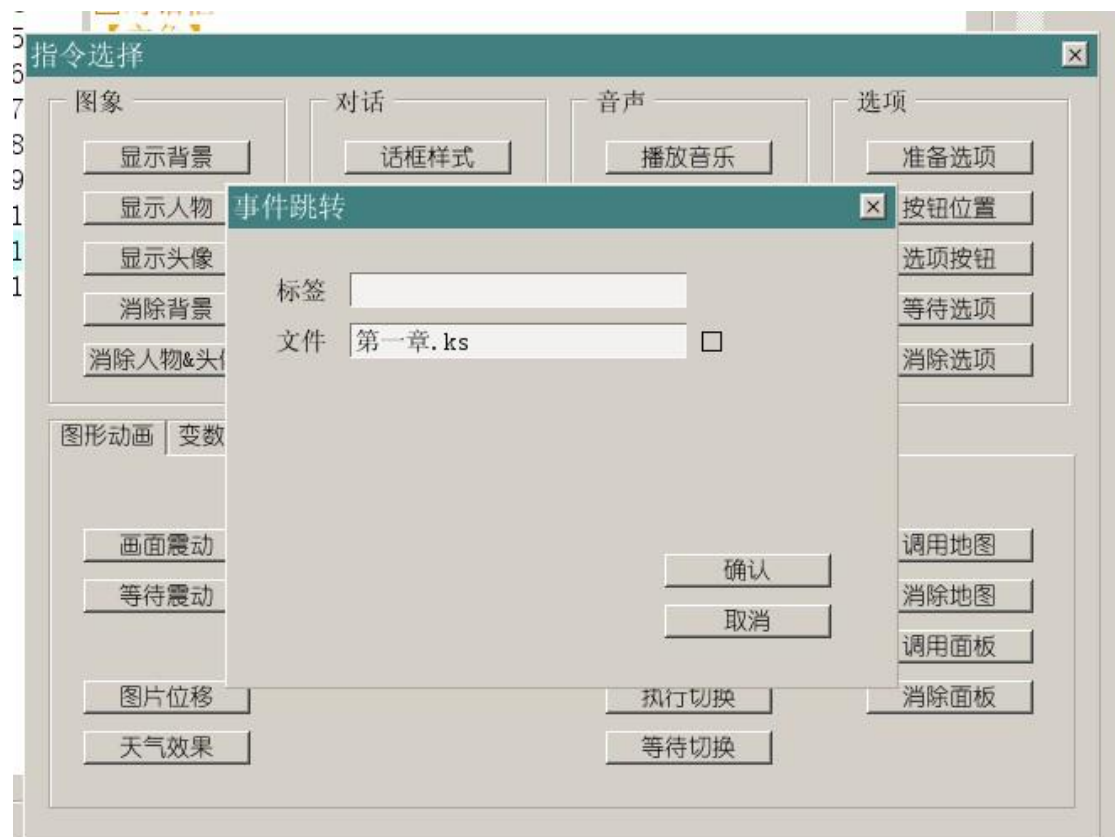 指令选择
图象
对话
音声
选项
显示背景
话框样式
播放音乐
准备选项
显示人物
按钮位置
显示头像
选项按钮
消除背景
等待选项
消除人物&头
消除选项
事件跳转
标签
文件
第一章.ks
确认
取消
图形动画
变数
画面震动
调用地图
等待震动
消除地图
调用面板
图片位移
执行切换
消除面板
天气效果
等待切换